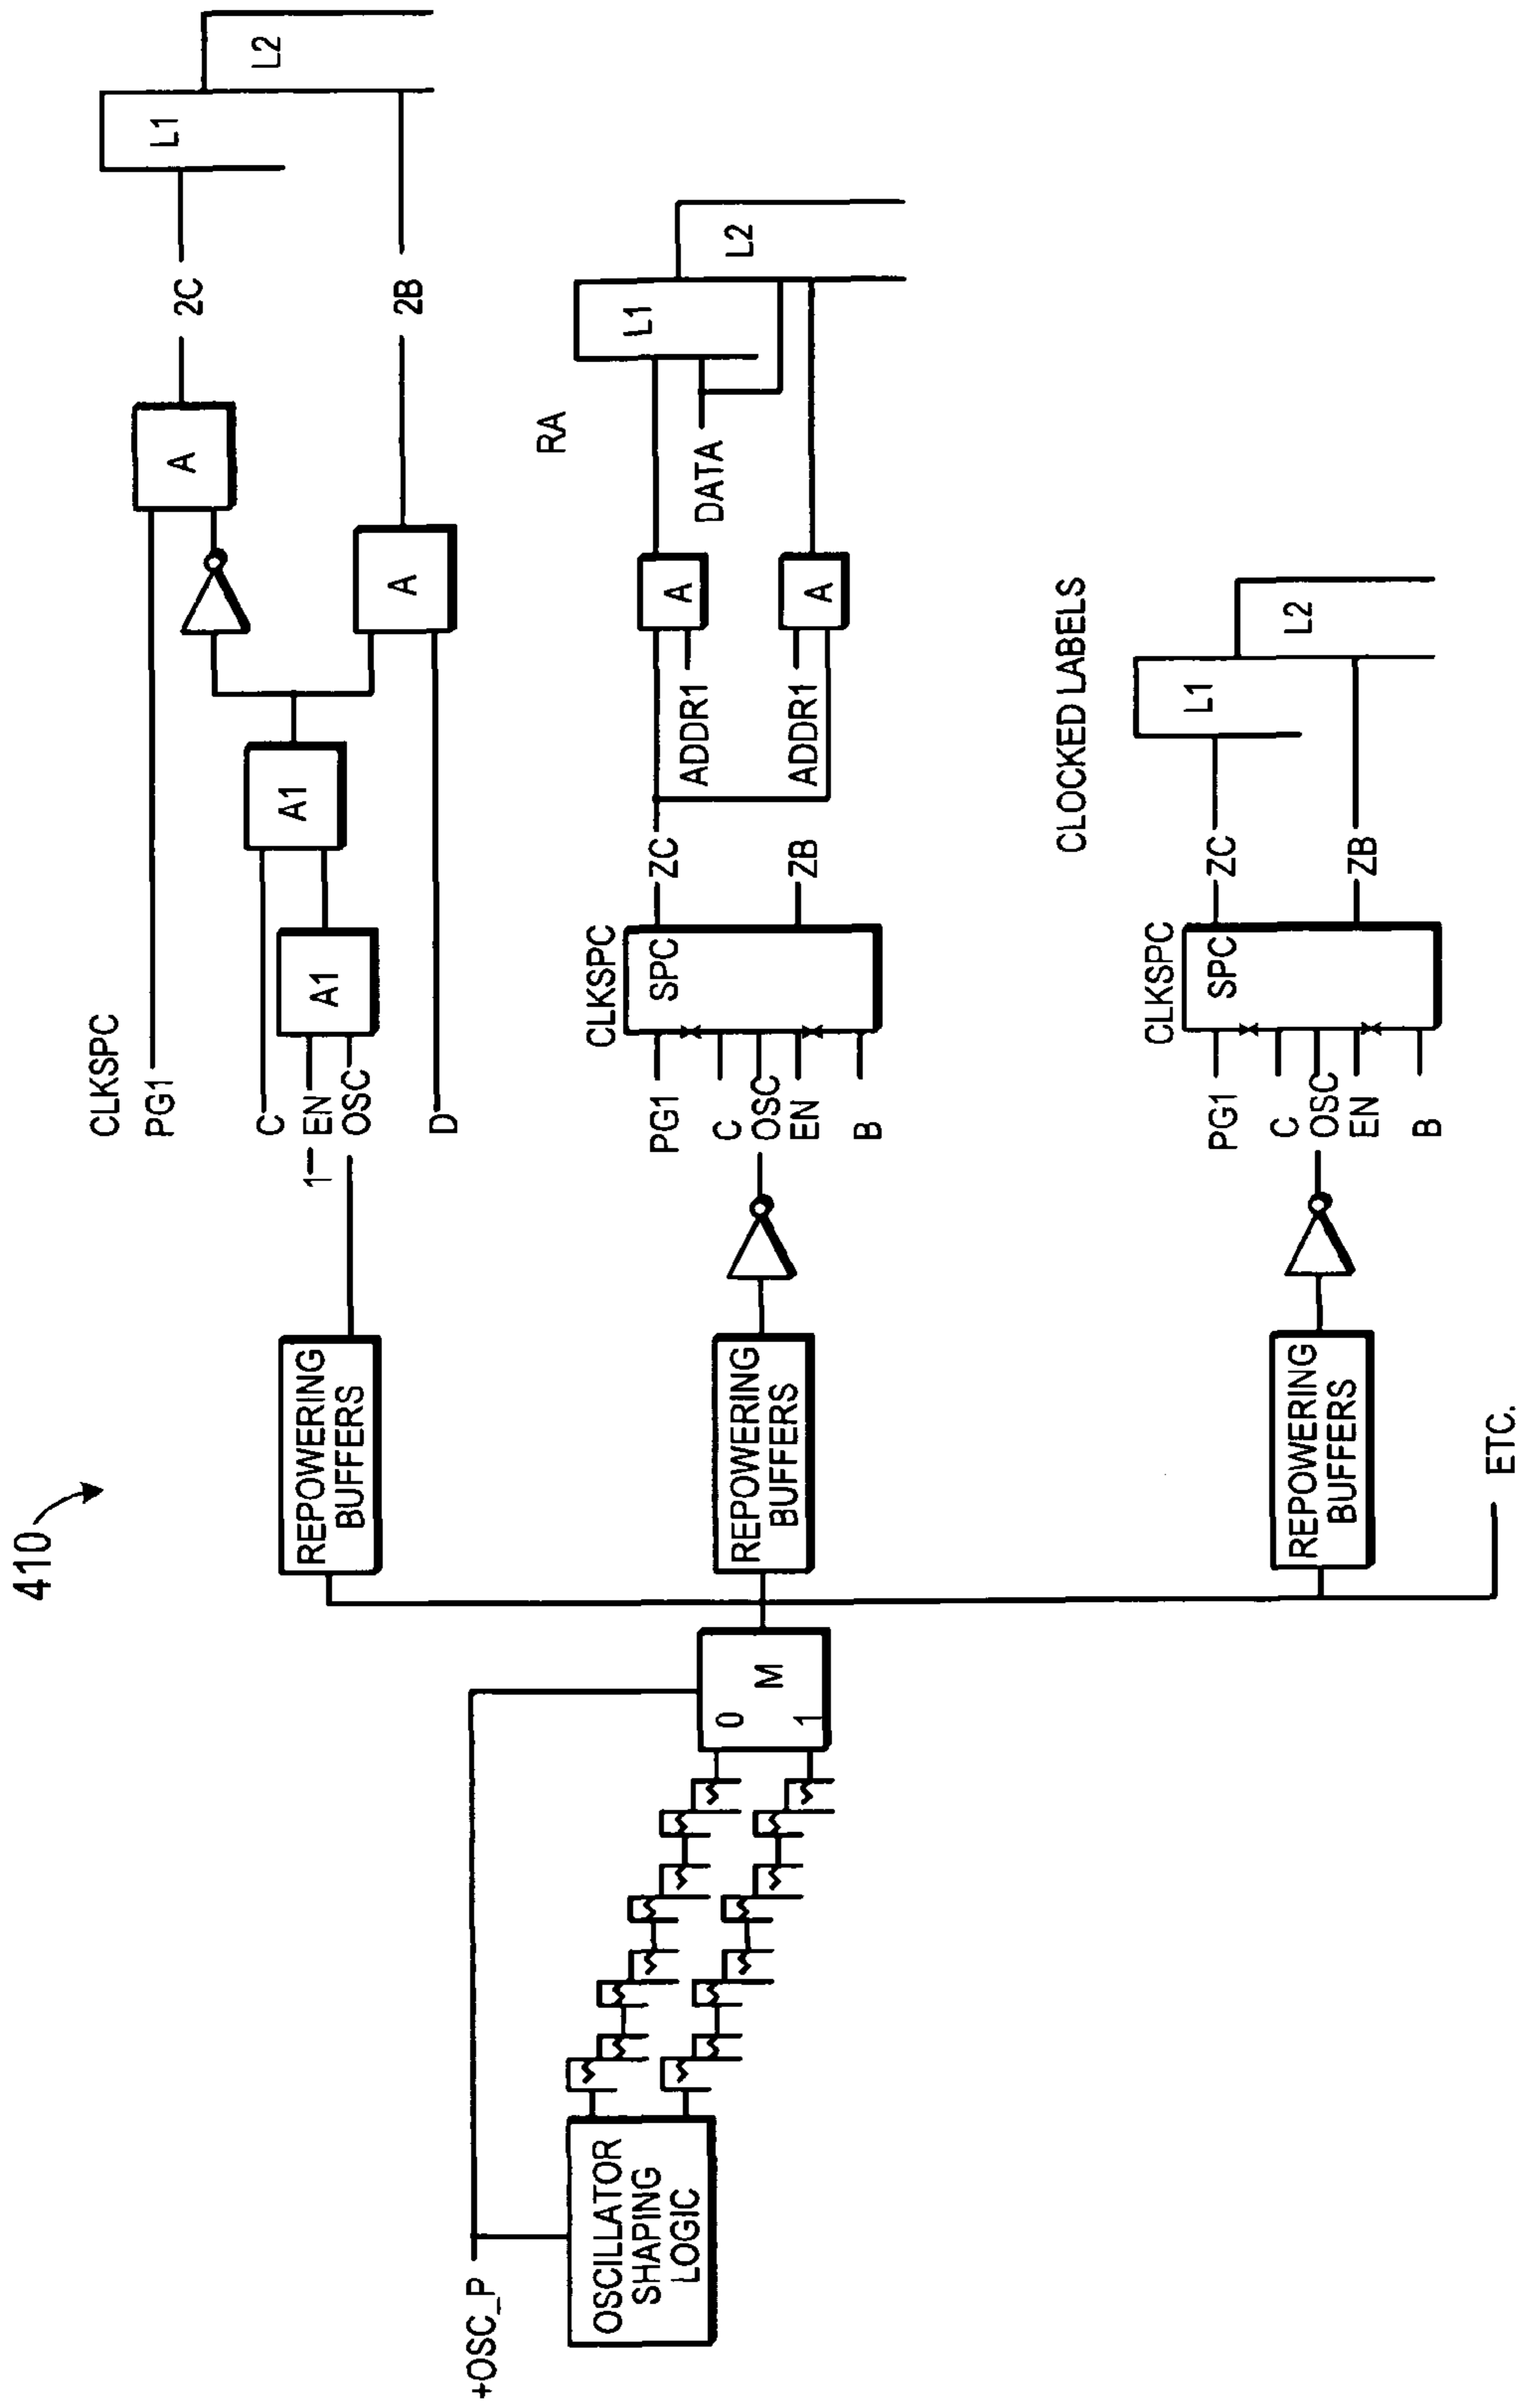 410
+OSC_P
OSCILLATOR
SHAPING
LOGIC
0
1
M
REPOWERING
BUFFERS
1
CLKSPC
PG1
C
EN
OSC
D
A1
A1
A
A
2C
2B
L1
L2
REPOWERING
BUFFERS
CLKSPC
PG1
C
OSC
EN
B
SPC
ZC
ZB
ADDR1
ADDR1
A
A
RA
DATA
L1
L2
REPOWERING
BUFFERS
CLKSPC
PG1
C
OSC
EN
B
SPC
ZC
ZB
CLOCKED LABELS
L1
L2
ETC.